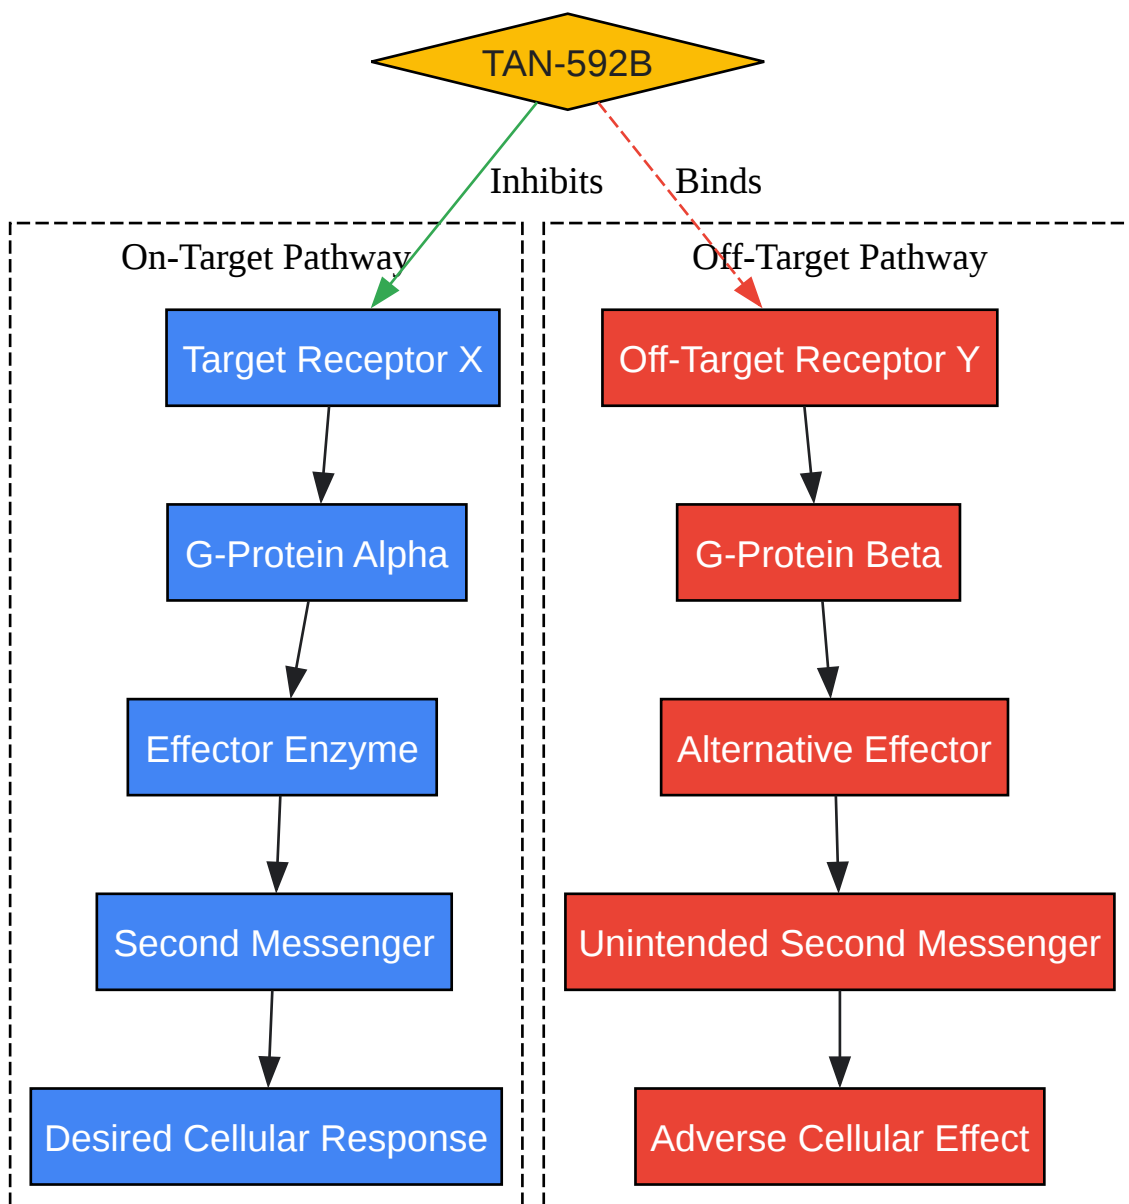 TAN-592B
Inhibits
Binds
On-Target Pathway
Off-Target Pathway
Target Receptor X
Off-Target Receptor Y
G-Protein Alpha
G-Protein Beta
Effector Enzyme
Alternative Effector
Second Messenger
Unintended Second Messenger
Desired Cellular Response
Adverse Cellular Effect